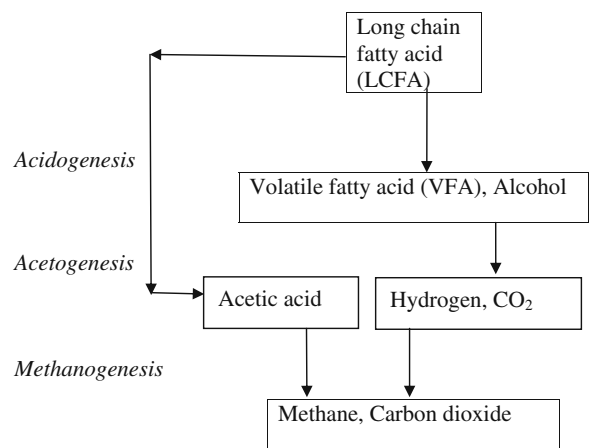 Long chain
fatty acid
(LCFA)
Acidogenesis
Volatile fatty acid (VFA), Alcohol
Acetogenesis
Acetic acid
Hydrogen, CO₂
Methanogenesis
Methane, Carbon dioxide